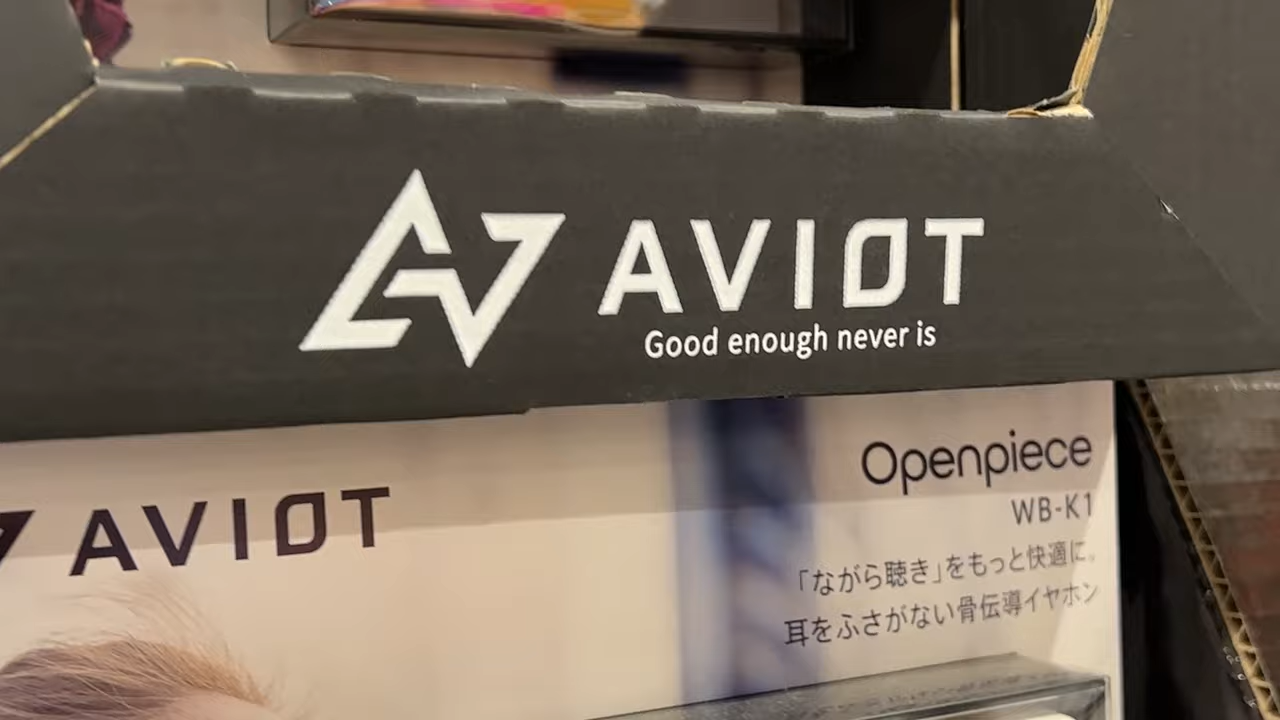 AVIOT
Good enough never is
AVIOT
Openpiece
WB-K1
「ながら聴き」をもっと快適に。
耳をふさがない骨伝導イヤホン